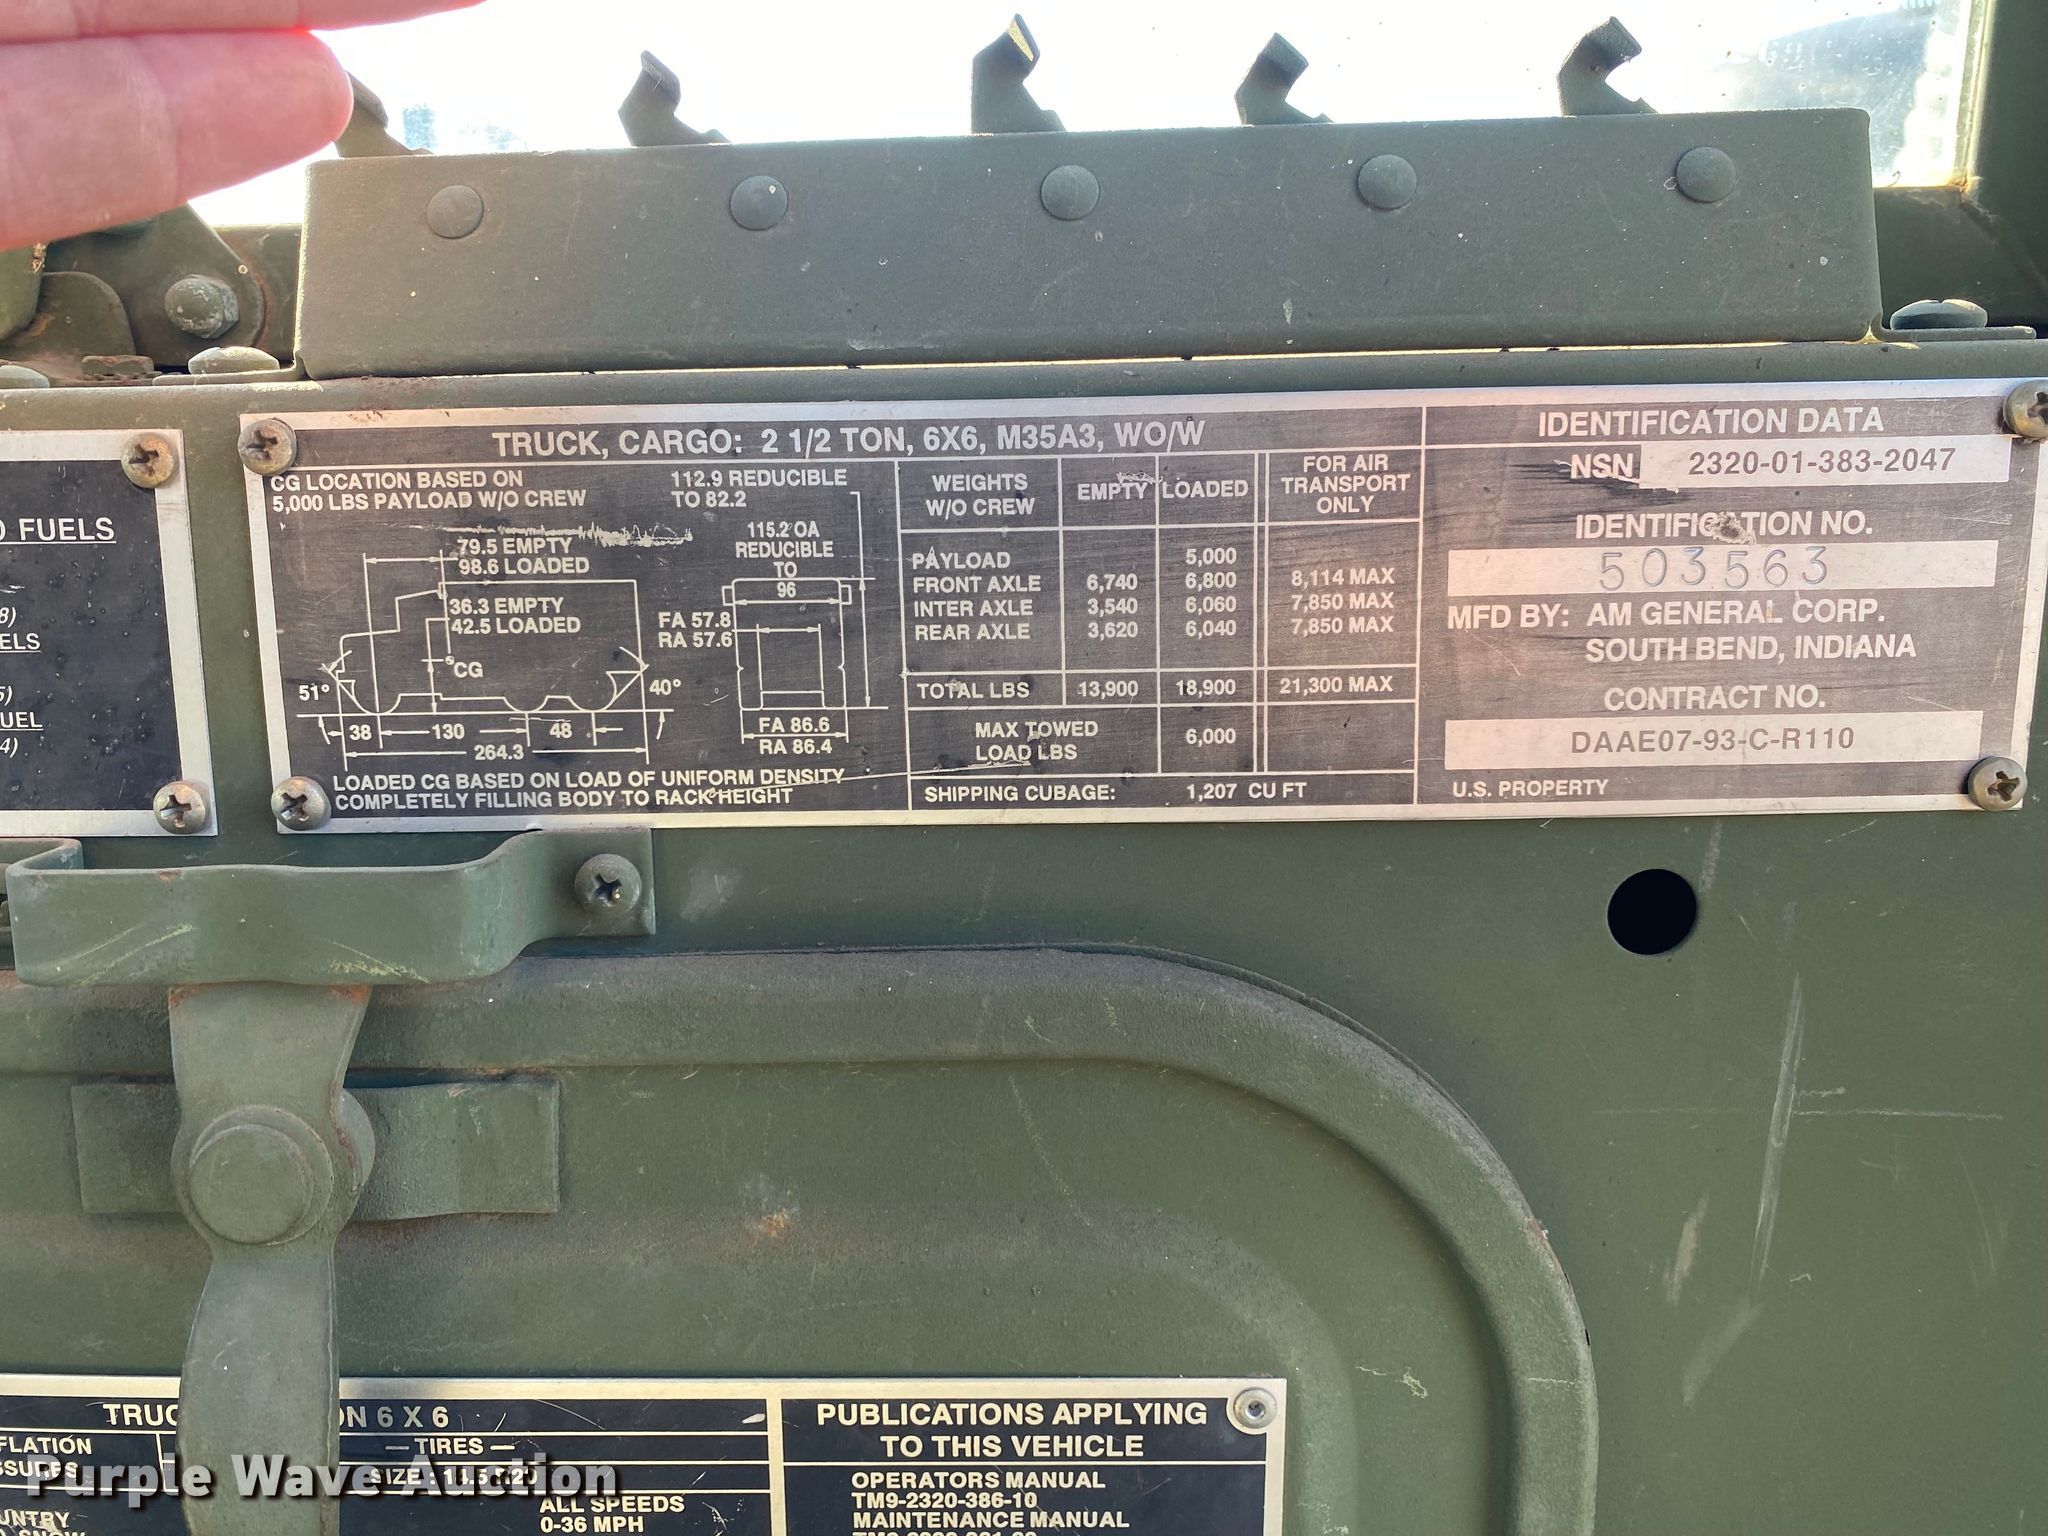 TRUCK, CARGO: 2 1/2 TON, 6X6, M35A3, WO/W
CG LOCATION BASED ON
5,000 LBS PAYLOAD W/O CREW
112.9 REDUCIBLE
TO 82.2
79.5 EMPTY
98.6 LOADED
115.2 OA
REDUCIBLE
TO
96
36.3 EMPTY
42.5 LOADED
FA 57.8
RA 57.6
CG
51°
40°
38
130
48
264.3
FA 86.6
RA 86.4
LOADED CG BASED ON LOAD OF UNIFORM DENSITY
COMPLETELY FILLING BODY TO RACK HEIGHT
WEIGHTS
W/O CREW
EMPTY
LOADED
FOR AIR
TRANSPORT
ONLY
PAYLOAD 5,000
FRONT AXLE 6,740 6,800 8,114 MAX
INTER AXLE 3,540 6,060 7,850 MAX
REAR AXLE 3,620 6,040 7,850 MAX
TOTAL LBS 13,900 18,900 21,300 MAX
MAX TOWED
LOAD LBS
6,000
SHIPPING CUBAGE: 1,207 CU FT
IDENTIFICATION DATA
NSN 2320-01-383-2047
IDENTIFICATION NO.
503563
MFD BY: AM GENERAL CORP.
SOUTH BEND, INDIANA
CONTRACT NO.
DAAE07-93-C-R110
U.S. PROPERTY
FUELS
FUEL
6 X 6
— TIRES —
SIZE: 14.5R20
ALL SPEEDS
0-36 MPH
PUBLICATIONS APPLYING
TO THIS VEHICLE
OPERATORS MANUAL
TM9-2320-386-10
MAINTENANCE MANUAL
Purple Wave Auction